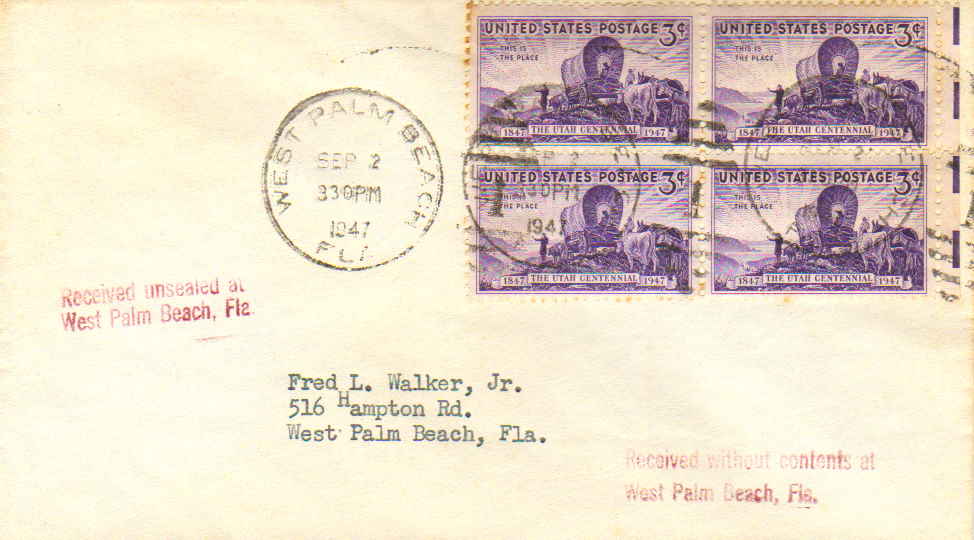 UNITED STATES POSTAGE 3¢
THIS IS
THE PLACE
1847 THE UTAH CENTENNIAL 1947
UNITED STATES POSTAGE 3¢
THIS IS
THE PLACE
1847 THE UTAH CENTENNIAL 1947
UNITED STATES POSTAGE 3¢
THIS IS
THE PLACE
1847 THE UTAH CENTENNIAL 1947
UNITED STATES POSTAGE 3¢
THIS IS
THE PLACE
1847 THE UTAH CENTENNIAL 1947
WEST PALM BEACH
SEP 2
330PM
1947
FLA
2
330PM
1947
Received unsealed at
West Palm Beach, Fla.
Fred L. Walker, Jr.
516 Hampton Rd.
West Palm Beach, Fla.
Received without contents at
West Palm Beach, Fla.